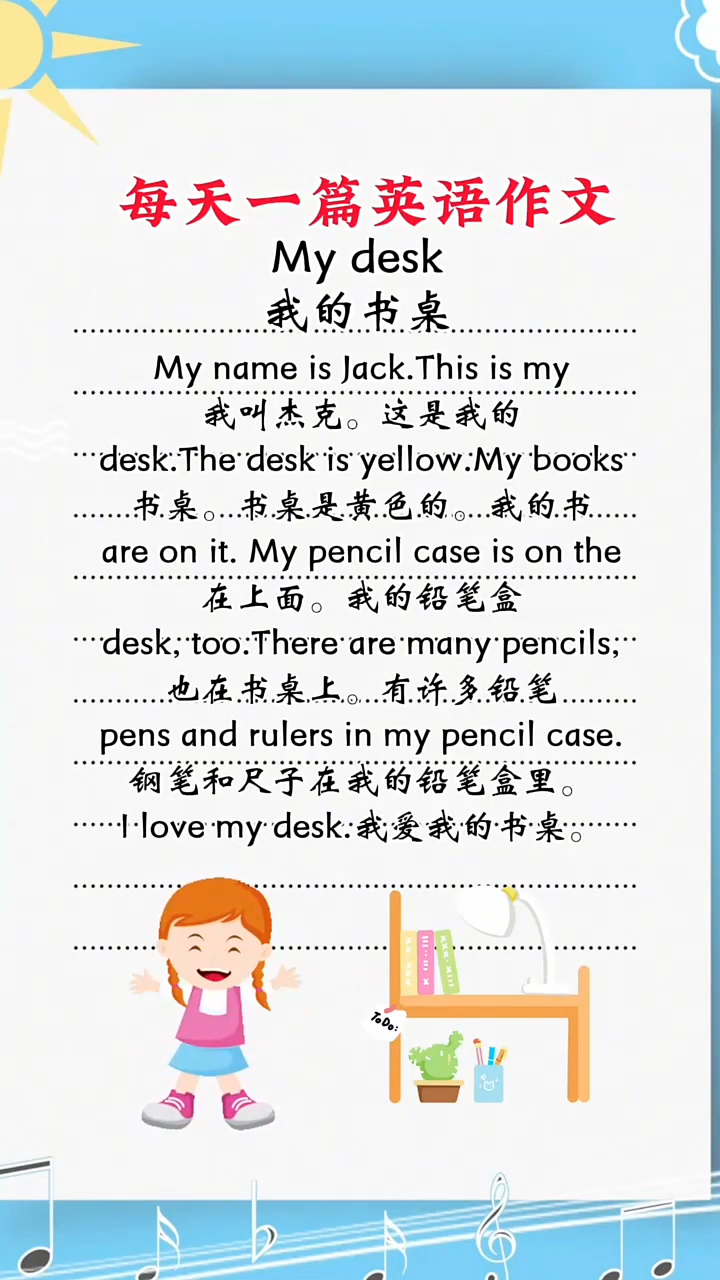 每天一篇英语作文
My desk
我的书桌
My name is Jack.This is my
我叫杰克。这是我的
desk.The desk is yellow.My books
书桌。书桌是黄色的。我的书
are on it. My pencil case is on the
在上面。我的铅笔盒
desk, too.There are many pencils,
也在书桌上。有许多铅笔
pens and rulers in my pencil case.
钢笔和尺子在我的铅笔盒里。
I love my desk.我爱我的书桌。
ToDo: